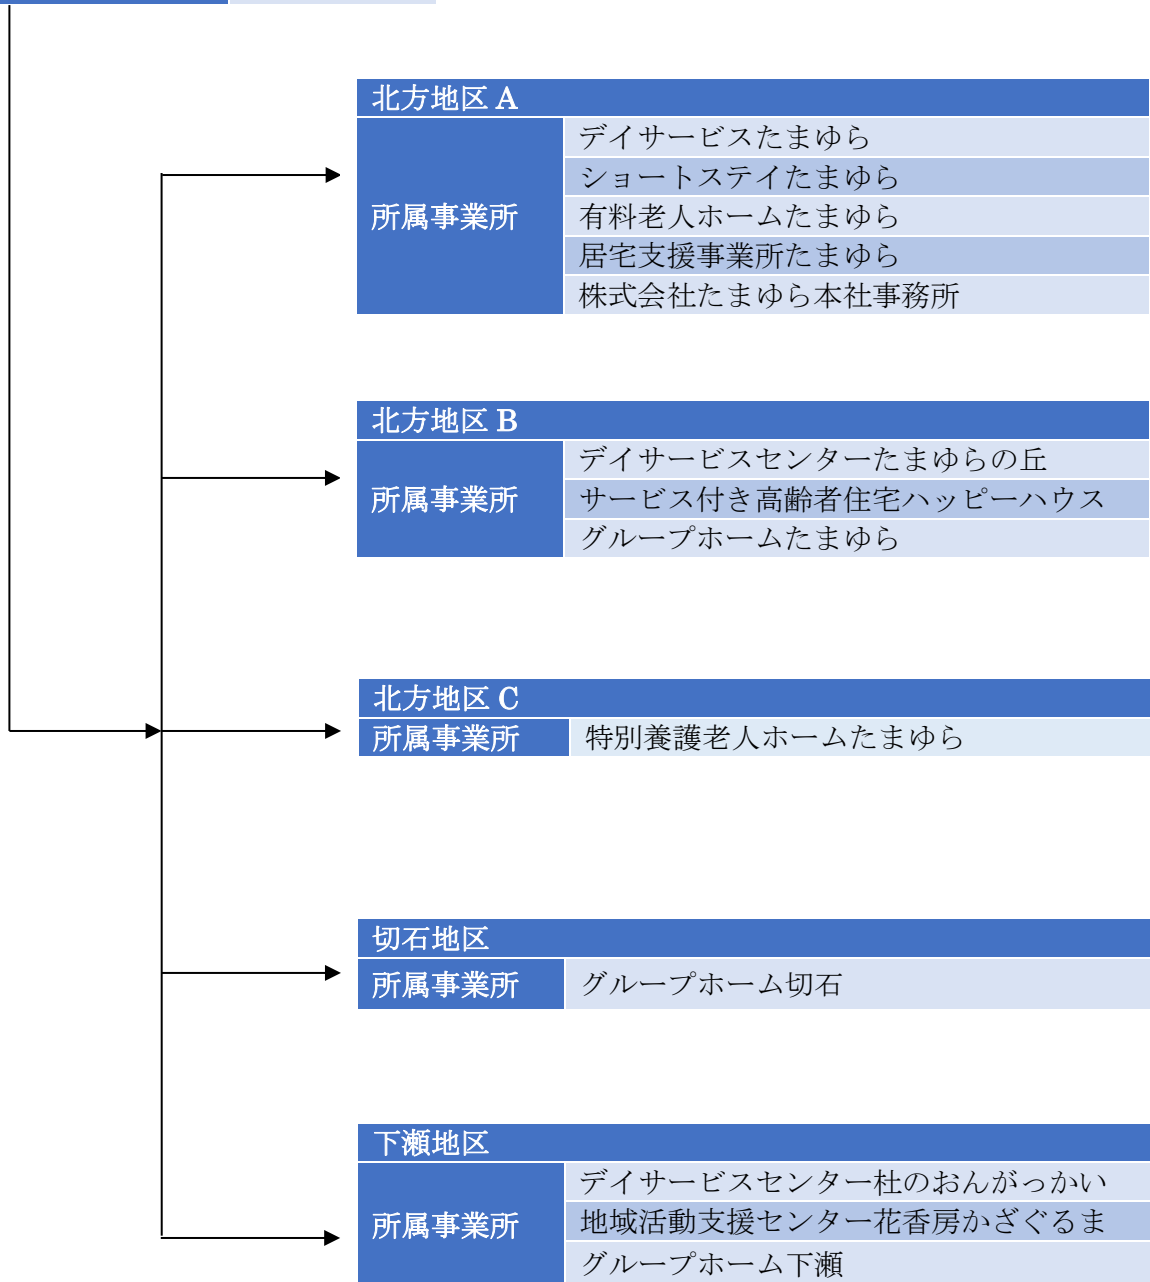 北方地区 A
所属事業所
デイサービスたまゆら
ショートステイたまゆら
有料老人ホームたまゆら
居宅支援事業所たまゆら
株式会社たまゆら本社事務所
北方地区 B
所属事業所
デイサービスセンターたまゆらの丘
サービス付き高齢者住宅ハッピーハウス
グループホームたまゆら
北方地区 C
所属事業所
特別養護老人ホームたまゆら
切石地区
所属事業所
グループホーム切石
下瀬地区
所属事業所
デイサービスセンター杜のおんがっかい
地域活動支援センター花香房かざぐるま
グループホーム下瀬